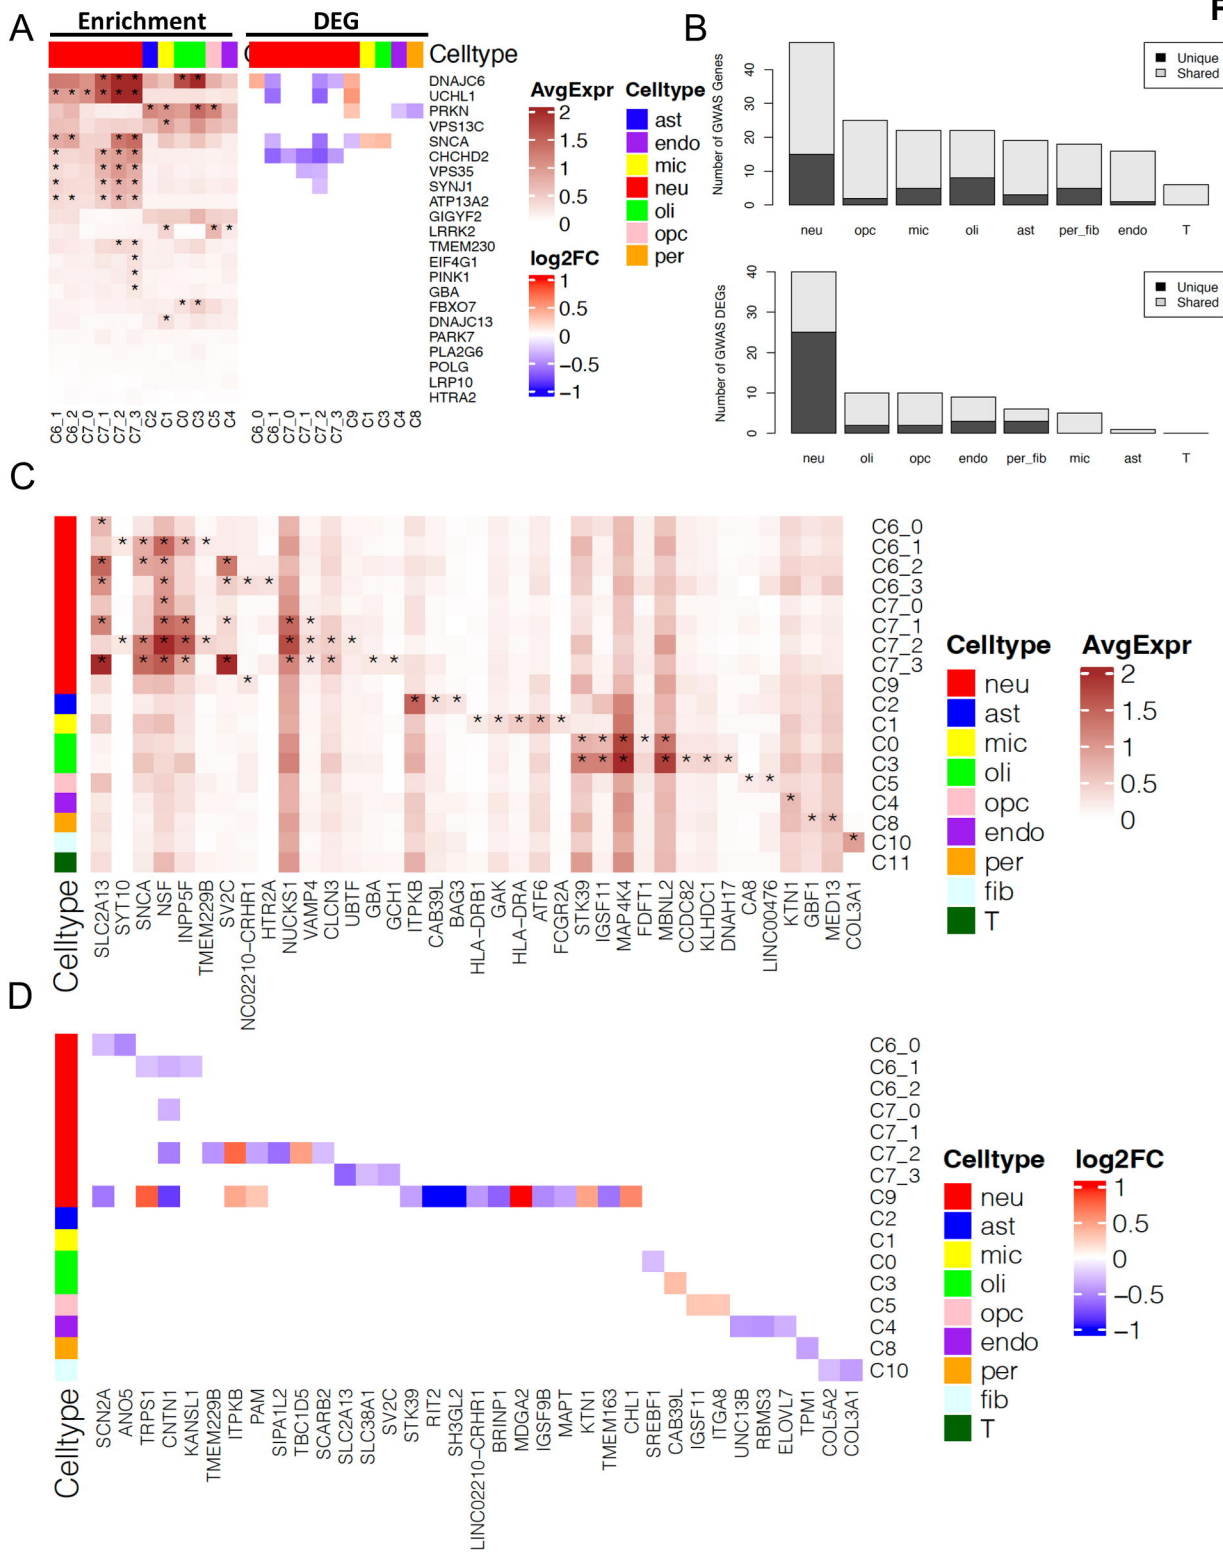 A
Enrichment
DEG
Celltype
DNAJC6
UCHL1
PRKN
VPS13C
SNCA
CHCHD2
VPS35
SYNJ1
ATP13A2
GIGYF2
LRRK2
TMEM230
EIF4G1
PINK1
GBA
FBXO7
DNAJC13
PARK7
PLA2G6
POLG
LRP10
HTRA2
C6_1
C6_2
C7_0
C7_1
C7_2
C7_3
C2
C1
C0
C3
C5
C4
C6_0
C6_1
C7_0
C7_1
C7_2
C7_3
C9
C1
C3
C4
C8
AvgExpr
2
1.5
1
0.5
0
log2FC
1
0.5
0
−0.5
−1
Celltype
ast
endo
mic
neu
oli
opc
per
B
Number of GWAS Genes
0 10 20 30 40
Unique
Shared
neu opc mic oli ast per_fib endo T
Number of GWAS DEGs
0 10 20 30 40
Unique
Shared
neu oli opc endo per_fib mic ast T
C
C6_0
C6_1
C6_2
C6_3
C7_0
C7_1
C7_2
C7_3
C9
C2
C1
C0
C3
C5
C4
C8
C10
C11
Celltype
SLC2A13
SYT10
SNCA
NSF
INPP5F
TMEM229B
SV2C
NC02210−CRHR1
HTR2A
NUCKS1
VAMP4
CLCN3
UBTF
GBA
GCH1
ITPKB
CAB39L
BAG3
HLA−DRB1
GAK
HLA−DRA
ATF6
FCGR2A
STK39
IGSF11
MAP4K4
FDFT1
MBNL2
CCDC82
KLHDC1
DNAH17
CA8
LINC00476
KTN1
GBF1
MED13
COL3A1
Celltype
neu
ast
mic
oli
opc
endo
per
fib
T
AvgExpr
2
1.5
1
0.5
0
D
C6_0
C6_1
C6_2
C7_0
C7_1
C7_2
C7_3
C9
C2
C1
C0
C3
C5
C4
C8
C10
Celltype
SCN2A
ANO5
TRPS1
CNTN1
KANSL1
TMEM229B
ITPKB
PAM
SIPA1L2
TBC1D5
SCARB2
SLC2A13
SLC38A1
SV2C
STK39
RIT2
SH3GL2
LINC02210−CRHR1
BRINP1
MDGA2
IGSF9B
MAPT
KTN1
TMEM163
CHL1
SREBF1
CAB39L
IGSF11
ITGA8
UNC13B
RBMS3
ELOVL7
TPM1
COL5A2
COL3A1
Celltype
neu
ast
mic
oli
opc
endo
per
fib
T
log2FC
1
0.5
0
−0.5
−1